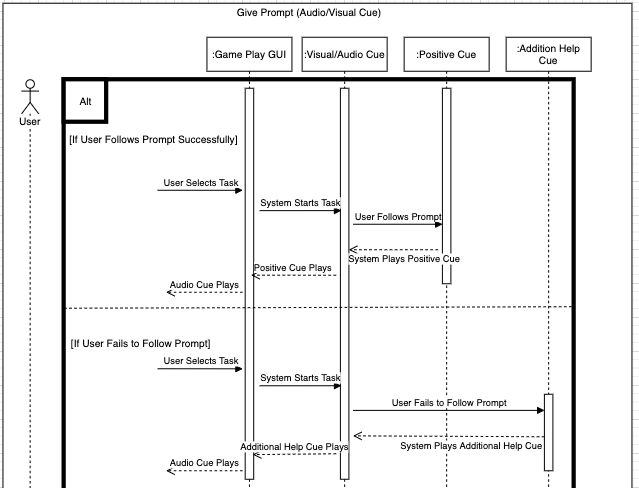 Give Prompt (Audio/Visual Cue)
:Game Play GUI
:Visual/Audio Cue
:Positive Cue
:Addition Help
Cue
User
Alt
[If User Follows Prompt Successfully]
User Selects Task
System Starts Task
User Follows Prompt
System Plays Positive Cue
Positive Cue Plays
Audio Cue Plays
[If User Fails to Follow Prompt]
User Selects Task
System Starts Task
User Fails to Follow Prompt
System Plays Additional Help Cue
Additional Help Cue Plays
Audio Cue Plays